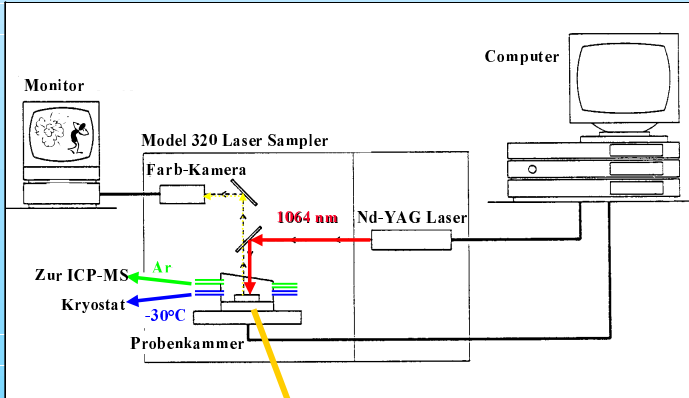 Computer
Monitor
Model 320 Laser Sampler
Farb-Kamera
1064 nm
Nd-YAG Laser
Zur ICP-MS
Ar
Kryostat
-30°C
Probenkammer